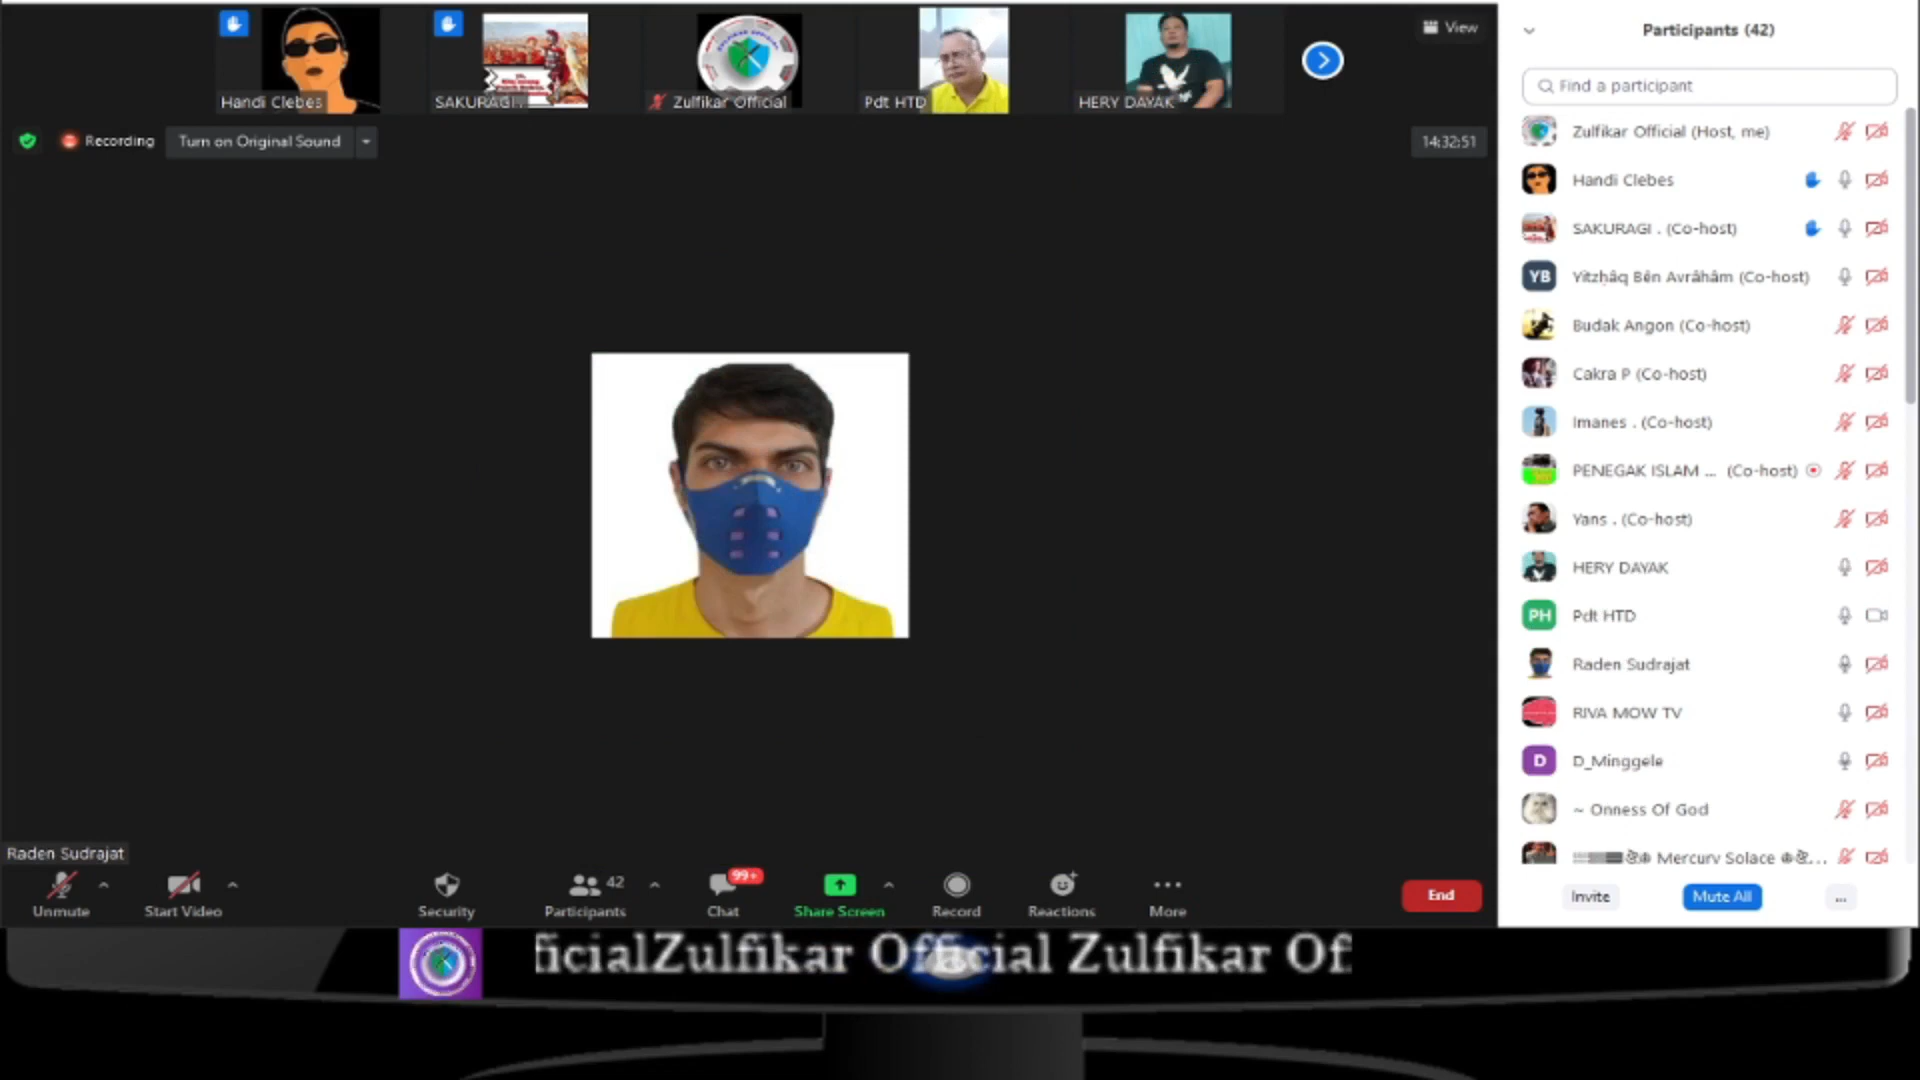 Handi Clebes
SAKURAGI .
Zulfikar Official
Pdt HTD
HERY DAYAK
View
Recording
Turn on Original Sound
14:32:51
Raden Sudrajat
Unmute
Start Video
Security
42
Participants
99+
Chat
Share Screen
Record
Reactions
More
End
Participants (42)
Find a participant
Zulfikar Official (Host, me)
Handi Clebes
SAKURAGI . (Co-host)
YB Yitzḥâq Bên Avrâhâm (Co-host)
Budak Angon (Co-host)
Cakra P (Co-host)
Imanes . (Co-host)
PENEGAK ISLAM ... (Co-host)
Yans . (Co-host)
HERY DAYAK
PH Pdt HTD
Raden Sudrajat
RIVA MOW TV
D D_Minggele
~ Onness Of God
Mercury Solace
Invite
Mute All
...
ficialZulfikar Official Zulfikar Of